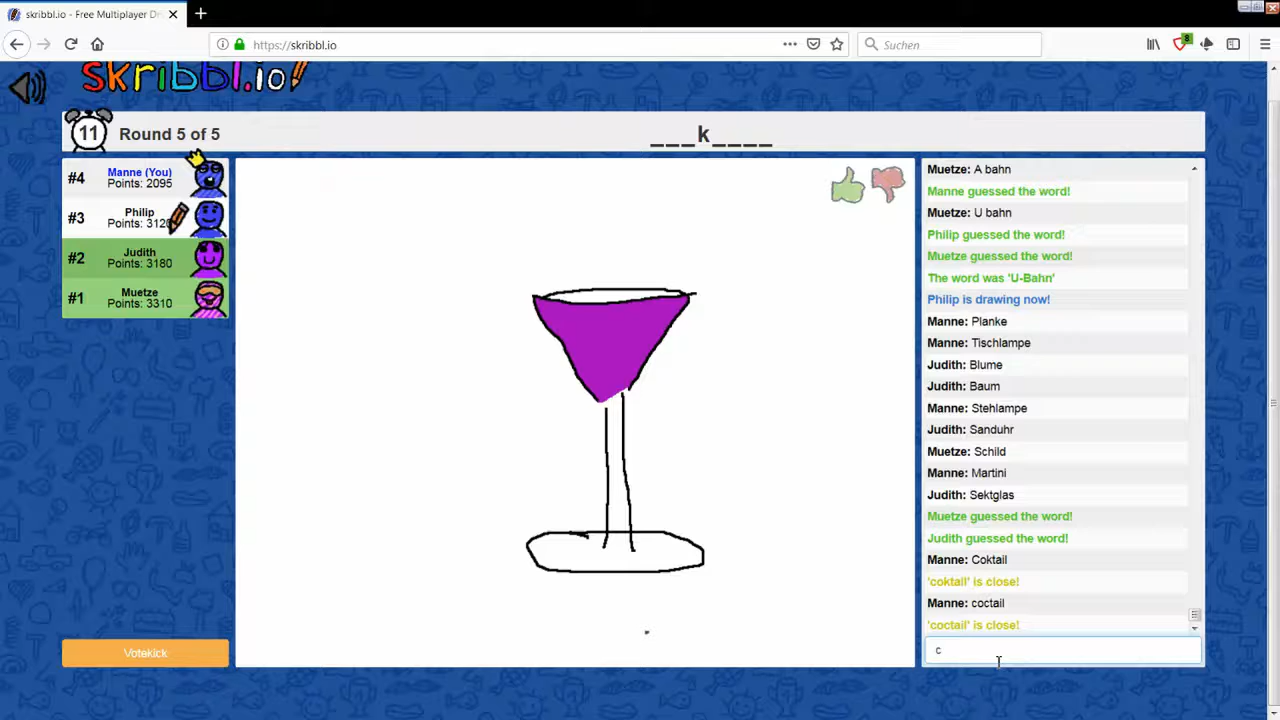 skribbl.io - Free Multiplayer Dr
https://skribbl.io
Suchen
8
skribbl.io
11
Round 5 of 5
___k____
#4
Manne (You)
Points: 2095
#3
Philip
Points: 3120
#2
Judith
Points: 3180
#1
Muetze
Points: 3310
Votekick
Muetze: A bahn
Manne guessed the word!
Muetze: U bahn
Philip guessed the word!
Muetze guessed the word!
The word was 'U-Bahn'
Philip is drawing now!
Manne: Planke
Manne: Tischlampe
Judith: Blume
Judith: Baum
Manne: Stehlampe
Judith: Sanduhr
Muetze: Schild
Manne: Martini
Judith: Sektglas
Muetze guessed the word!
Judith guessed the word!
Manne: Coktail
'coktail' is close!
Manne: coctail
'coctail' is close!
c